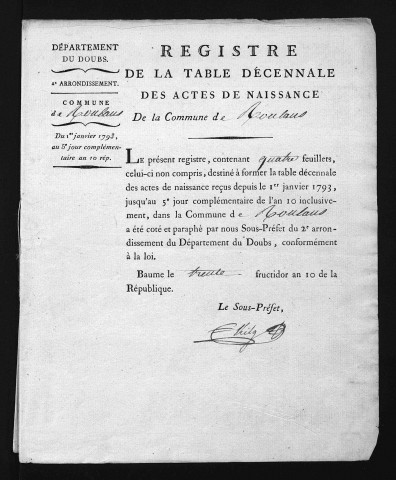 DÉPARTEMENT
DU DOUBS.
2e ARRONDISSEMENT.
COMMUNE
de Roulans
Du 1er janvier 1793,
au 5e jour complémen-
taire an 10 rép.
REGISTRE
DE LA TABLE DÉCENNALE
DES ACTES DE NAISSANCE
De la Commune de Roulans
LE présent registre, contenant quatre feuillets,
celui-ci non compris, destiné à former la table décennale
des actes de naissance reçus depuis le 1er janvier 1793,
jusqu'au 5e jour complémentaire de l'an 10 inclusive-
ment, dans la Commune de Roulans
a été coté et paraphé par nous Sous-Préfet du 2e arron-
dissement du Département du Doubs, conformément
à la loi.
Baume le trente fructidor an 10 de la
République.
Le Sous-Préfet,